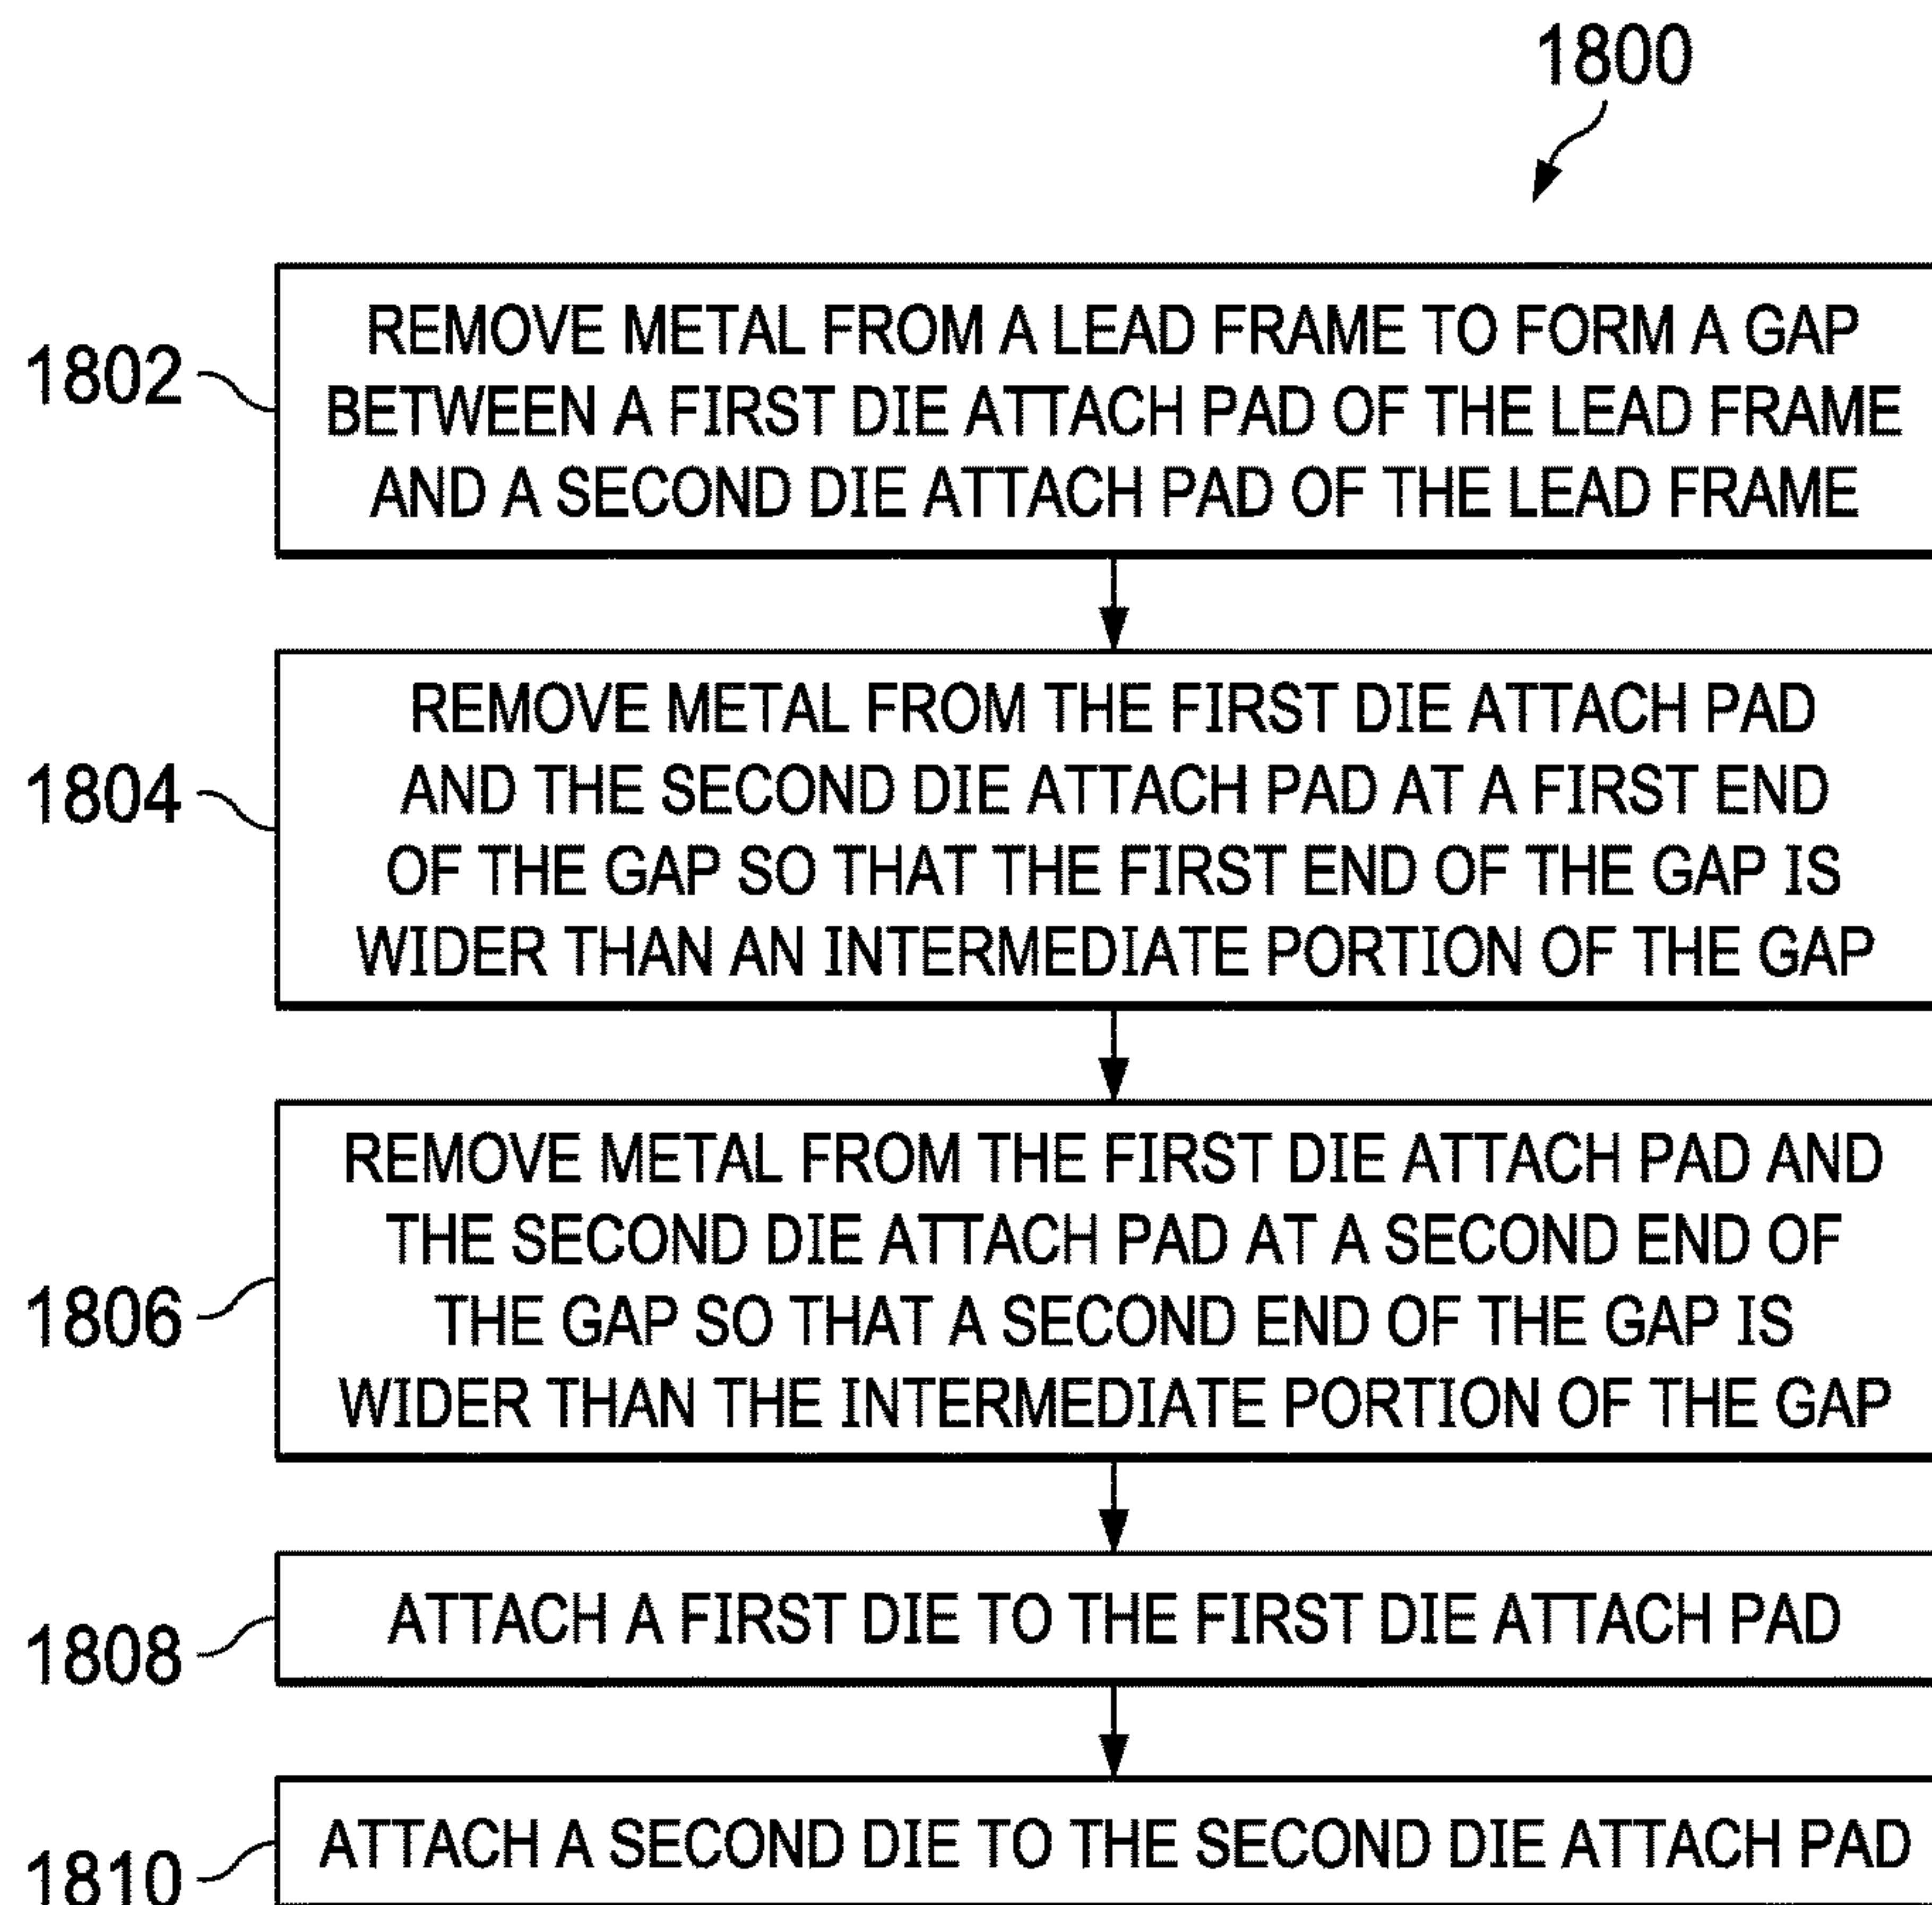 1800
1802
REMOVE METAL FROM A LEAD FRAME TO FORM A GAP
BETWEEN A FIRST DIE ATTACH PAD OF THE LEAD FRAME
AND A SECOND DIE ATTACH PAD OF THE LEAD FRAME
1804
REMOVE METAL FROM THE FIRST DIE ATTACH PAD
AND THE SECOND DIE ATTACH PAD AT A FIRST END
OF THE GAP SO THAT THE FIRST END OF THE GAP IS
WIDER THAN AN INTERMEDIATE PORTION OF THE GAP
1806
REMOVE METAL FROM THE FIRST DIE ATTACH PAD AND
THE SECOND DIE ATTACH PAD AT A SECOND END OF
THE GAP SO THAT A SECOND END OF THE GAP IS
WIDER THAN THE INTERMEDIATE PORTION OF THE GAP
1808
ATTACH A FIRST DIE TO THE FIRST DIE ATTACH PAD
1810
ATTACH A SECOND DIE TO THE SECOND DIE ATTACH PAD